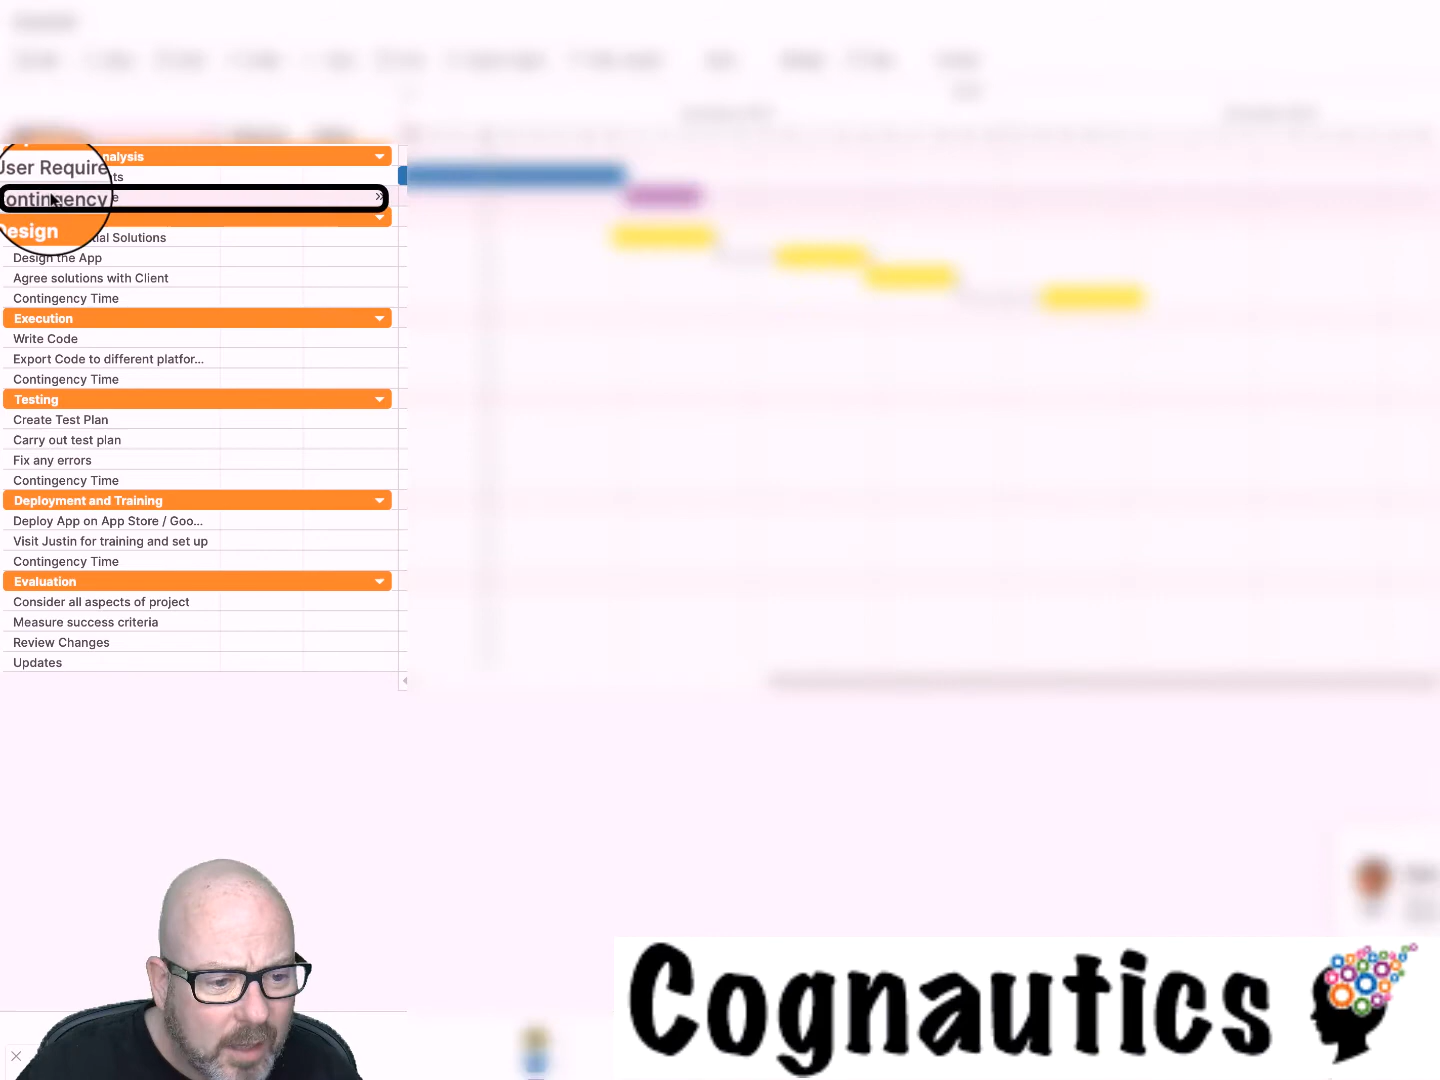 nalysis
User Require
ts
ontingency
e
Design
tial Solutions
Design the App
Agree solutions with Client
Contingency Time
Execution
Write Code
Export Code to different platfor...
Contingency Time
Testing
Create Test Plan
Carry out test plan
Fix any errors
Contingency Time
Deployment and Training
Deploy App on App Store / Goo...
Visit Justin for training and set up
Contingency Time
Evaluation
Consider all aspects of project
Measure success criteria
Review Changes
Updates
Cognautics